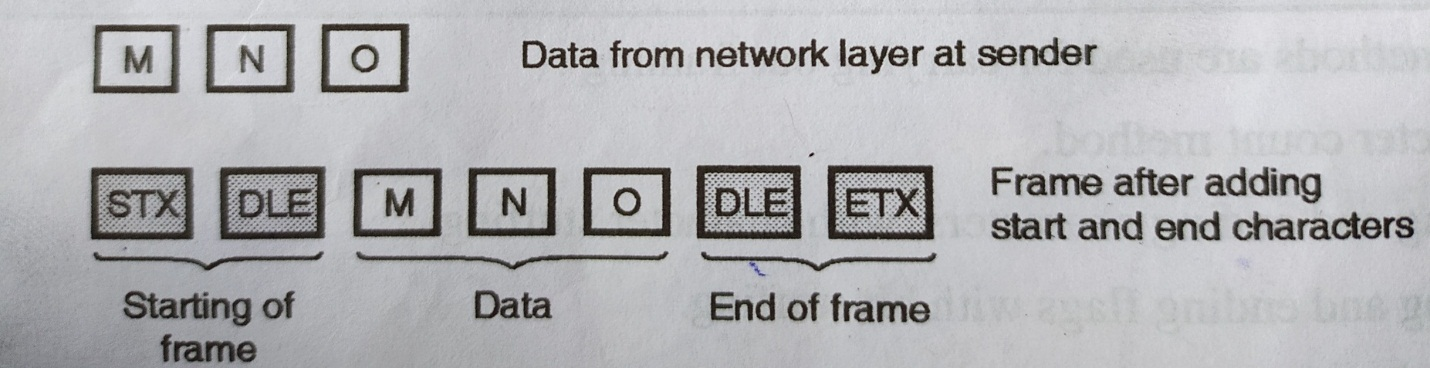 M N O Data from network layer at sender
STX DLE M N O DLE ETX Frame after adding
start and end characters
Starting of Data End of frame
frame